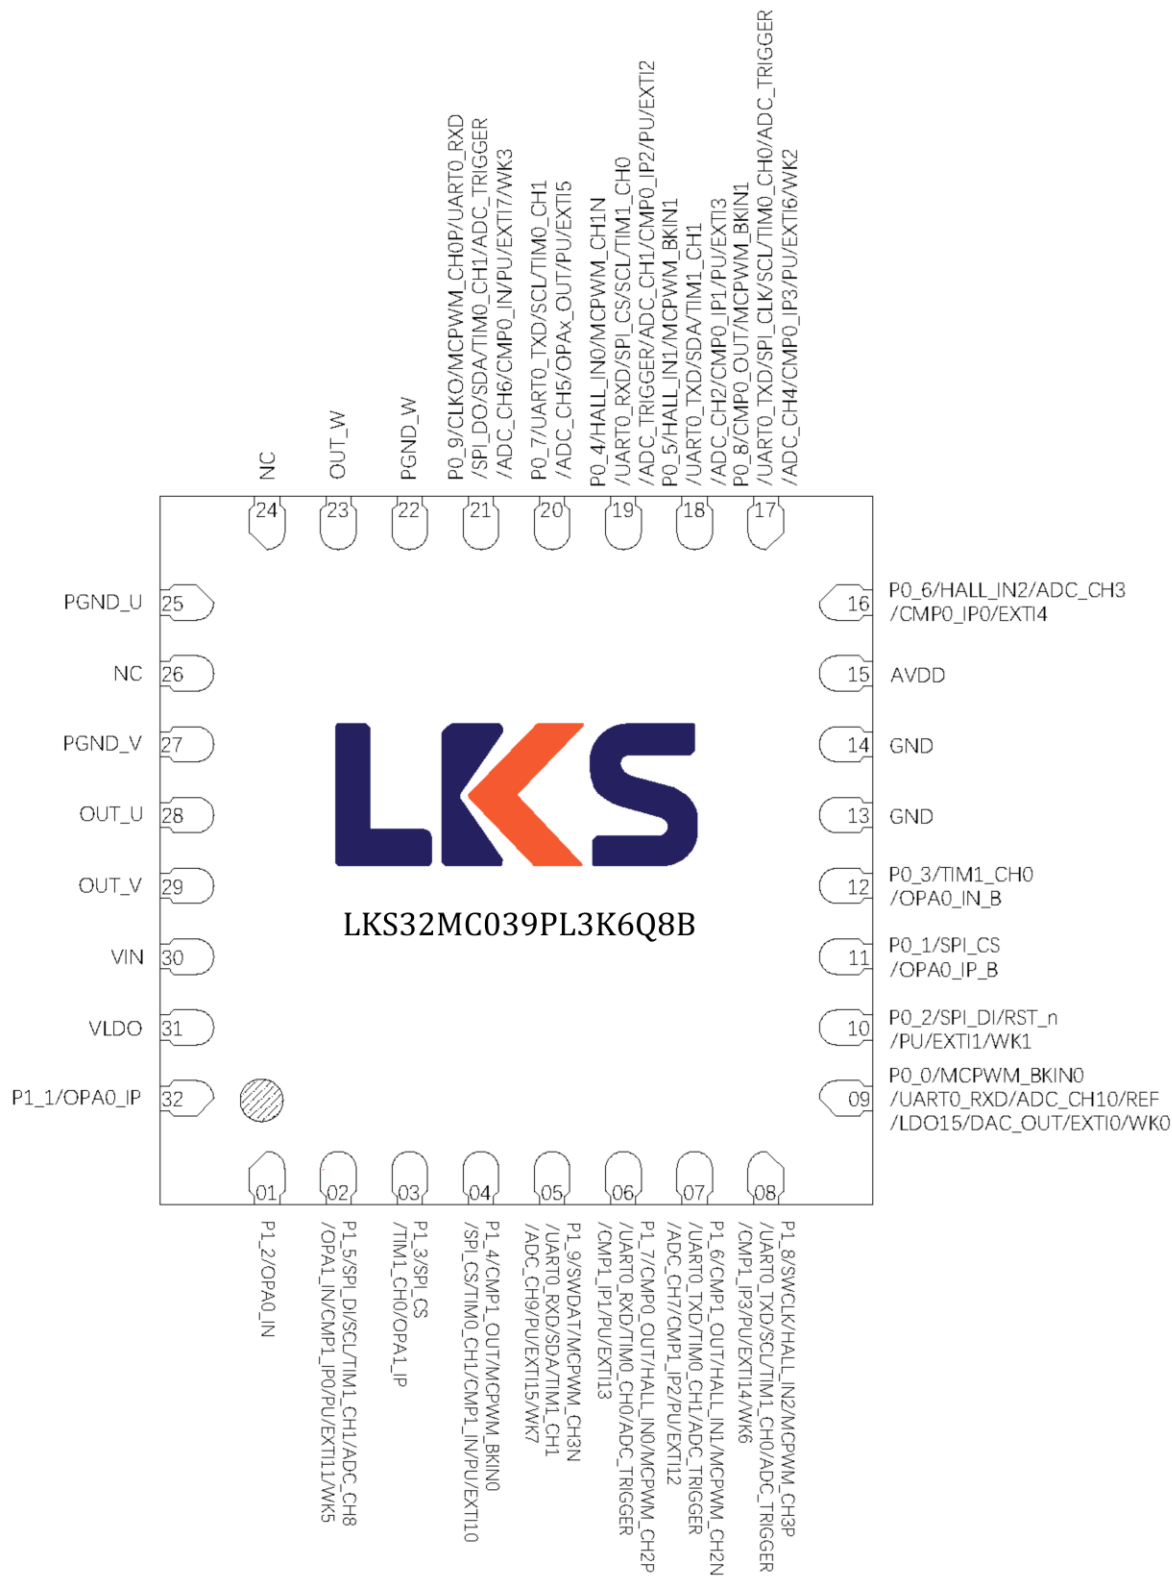 P0_9/CLKO/MCPWM_CH0P/UART0_RXD
/SPI_DO/SDA/TIM0_CH1/ADC_TRIGGER
/ADC_CH6/CMP0_IN/PU/EXTI7/WK3
P0_7/UART0_TXD/SCL/TIM0_CH1
/ADC_CH5/OPAx_OUT/PU/EXTI5
P0_4/HALL_IN0/MCPWM_CH1N
/UART0_RXD/SPI_CS/SCL/TIM1_CH0
/ADC_TRIGGER/ADC_CH1/CMP0_IP2/PU/EXTI2
P0_5/HALL_IN1/MCPWM_BKIN1
/UART0_TXD/SDA/TIM1_CH1
/ADC_CH2/CMP0_IP1/PU/EXTI3
P0_8/CMP0_OUT/MCPWM_BKIN1
/UART0_TXD/SPI_CLK/SCL/TIM0_CH0/ADC_TRIGGER
/ADC_CH4/CMP0_IP3/PU/EXTI6/WK2
NC
OUT_W
PGND_W
24
23
22
21
20
19
18
17
PGND_U 25
NC 26
PGND_V 27
OUT_U 28
OUT_V 29
VIN 30
VLDO 31
P1_1/OPA0_IP 32
LKS
LKS32MC039PL3K6Q8B
16 P0_6/HALL_IN2/ADC_CH3
/CMP0_IP0/EXTI4
15 AVDD
14 GND
13 GND
12 P0_3/TIM1_CH0
/OPA0_IN_B
11 P0_1/SPI_CS
/OPA0_IP_B
10 P0_2/SPI_DI/RST_n
/PU/EXTI1/WK1
09 P0_0/MCPWM_BKIN0
/UART0_RXD/ADC_CH10/REF
/LDO15/DAC_OUT/EXTI0/WK0
01
02
03
04
05
06
07
08
P1_2/OPA0_IN
P1_5/SPI_DI/SCL/TIM1_CH1/ADC_CH8
/OPA1_IN/CMP1_IP0/PU/EXTI11/WK5
P1_3/SPI_CS
/TIM1_CH0/OPA1_IP
P1_4/CMP1_OUT/MCPWM_BKIN0
/SPI_CS/TIM0_CH1/CMP1_IN/PU/EXTI10
P1_9/SWDAT/MCPWM_CH3N
/UART0_RXD/SDA/TIM1_CH1
/ADC_CH9/PU/EXTI15/WK7
P1_7/CMP0_OUT/HALL_IN0/MCPWM_CH2P
/UART0_RXD/TIM0_CH0/ADC_TRIGGER
/CMP1_IP1/PU/EXTI13
P1_6/CMP1_OUT/HALL_IN1/MCPWM_CH2N
/UART0_TXD/TIM0_CH1/ADC_TRIGGER
/ADC_CH7/CMP1_IP2/PU/EXTI12
P1_8/SWCLK/HALL_IN2/MCPWM_CH3P
/UART0_TXD/SCL/TIM1_CH0/ADC_TRIGGER
/CMP1_IP3/PU/EXTI14/WK6